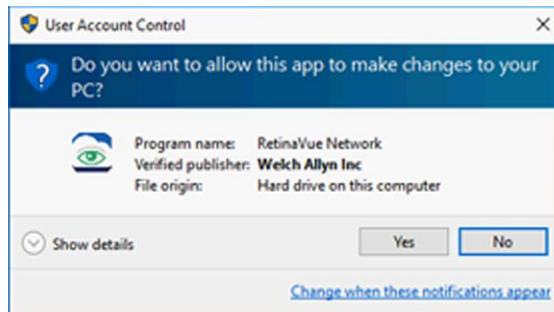 User Account Control
Do you want to allow this app to make changes to your
PC?
Program name: RetinaVue Network
Verified publisher: Welch Allyn Inc
File origin: Hard drive on this computer
Show details
Yes
No
Change when these notifications appear